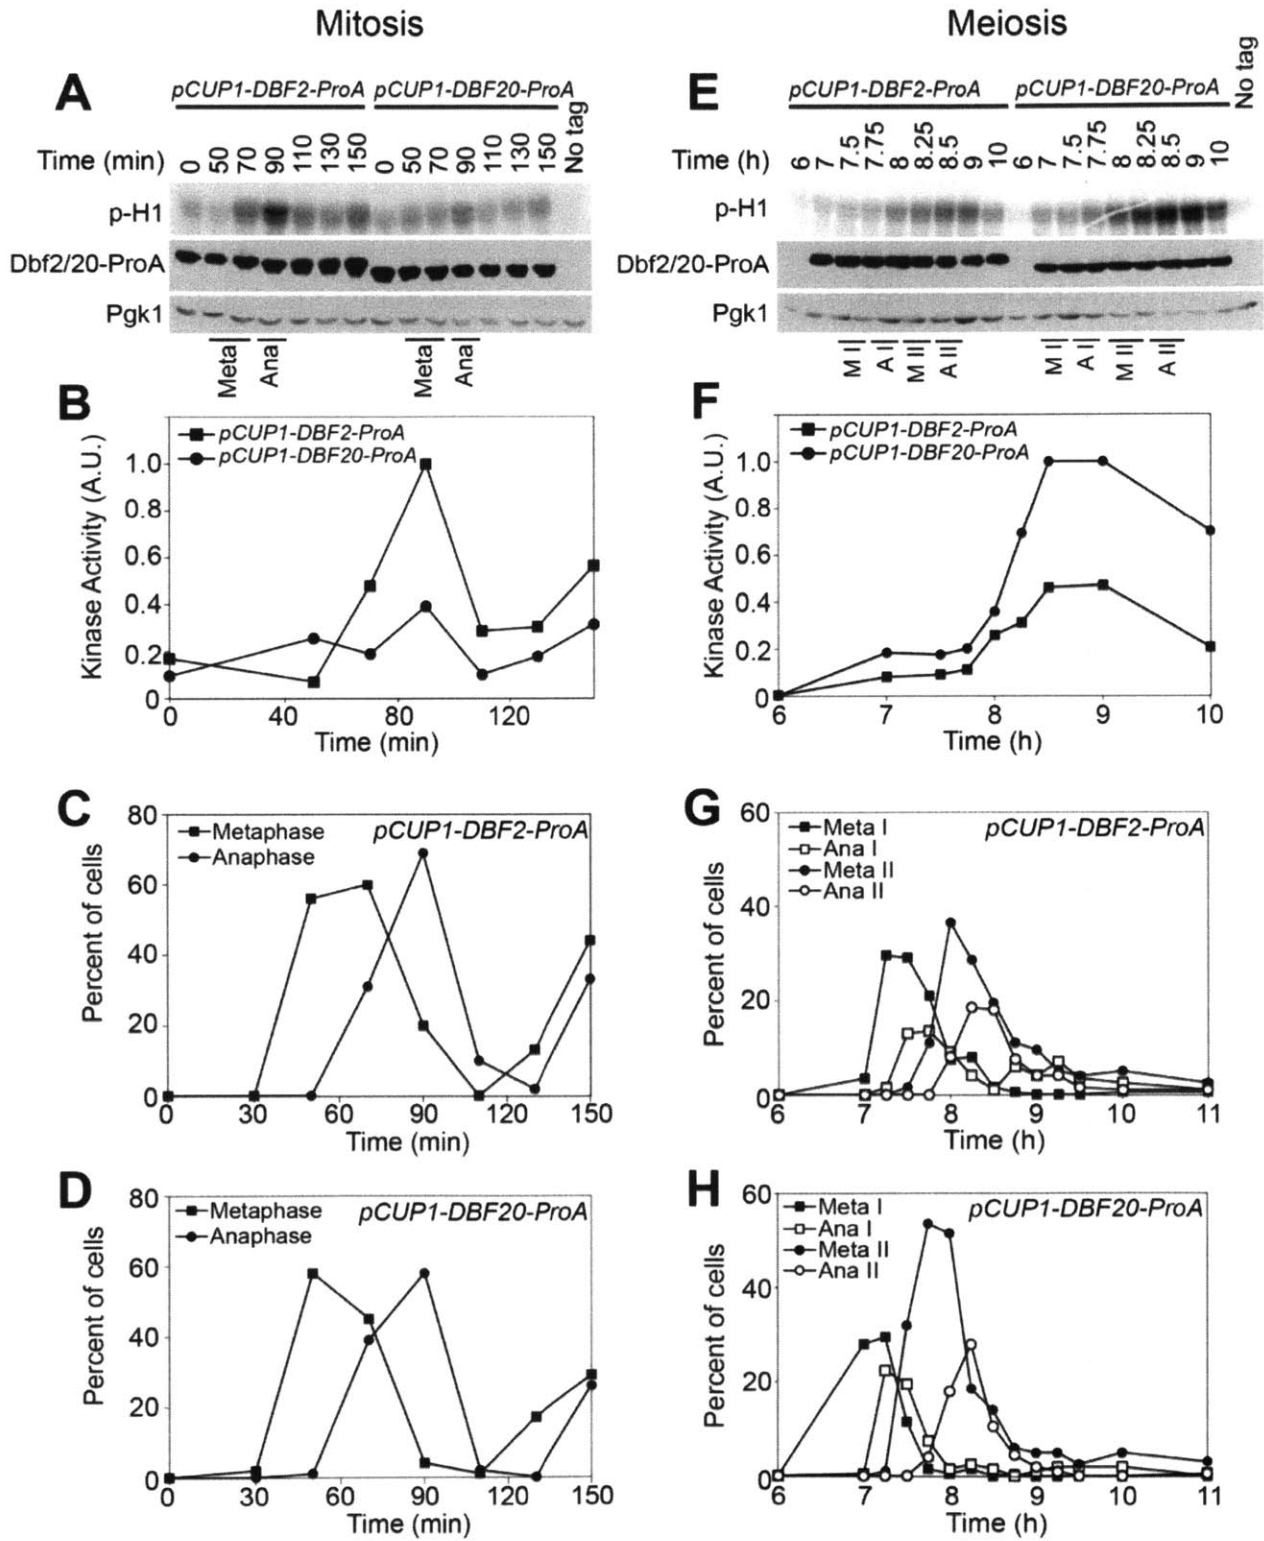 Mitosis
A
pCUP1-DBF2-ProA pCUP1-DBF20-ProA No tag
Time (min) 0 50 70 90 110 130 150 0 50 70 90 110 130 150
p-H1
Dbf2/20-ProA
Pgk1
Meta Ana Meta Ana
B
pCUP1-DBF2-ProA
pCUP1-DBF20-ProA
Kinase Activity (A.U.)
1.0
0.8
0.6
0.4
0.2
0
0 40 80 120
Time (min)
C
Metaphase
Anaphase
pCUP1-DBF2-ProA
Percent of cells
80
60
40
20
0
0 30 60 90 120 150
Time (min)
D
Metaphase
Anaphase
pCUP1-DBF20-ProA
Percent of cells
80
60
40
20
0
0 30 60 90 120 150
Time (min)
Meiosis
E
pCUP1-DBF2-ProA pCUP1-DBF20-ProA No tag
Time (h) 6 7 7.5 7.75 8 8.25 8.5 9 10 6 7 7.5 7.75 8 8.25 8.5 9 10
p-H1
Dbf2/20-ProA
Pgk1
M I A I M II A II M I A I M II A II
F
pCUP1-DBF2-ProA
pCUP1-DBF20-ProA
Kinase Activity (A.U.)
1.0
0.8
0.6
0.4
0.2
0
6 7 8 9 10
Time (h)
G
Meta I
Ana I
Meta II
Ana II
pCUP1-DBF2-ProA
Percent of cells
60
40
20
0
6 7 8 9 10 11
Time (h)
H
Meta I
Ana I
Meta II
Ana II
pCUP1-DBF20-ProA
Percent of cells
60
40
20
0
6 7 8 9 10 11
Time (h)